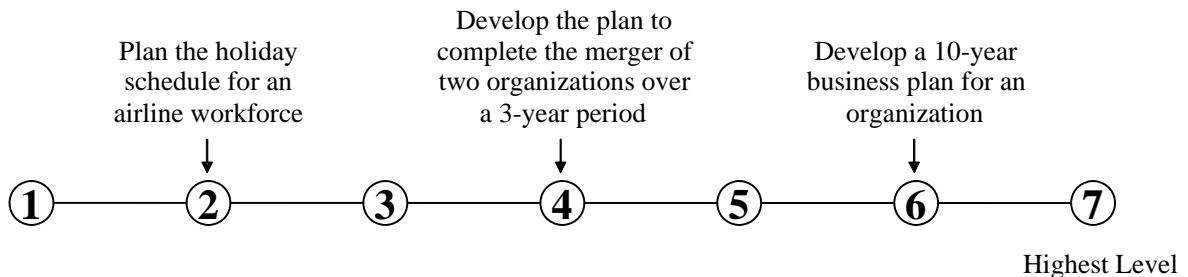 Plan the holiday
schedule for an
airline workforce
Develop the plan to
complete the merger of
two organizations over
a 3-year period
Develop a 10-year
business plan for an
organization
1 2 3 4 5 6 7
Highest Level